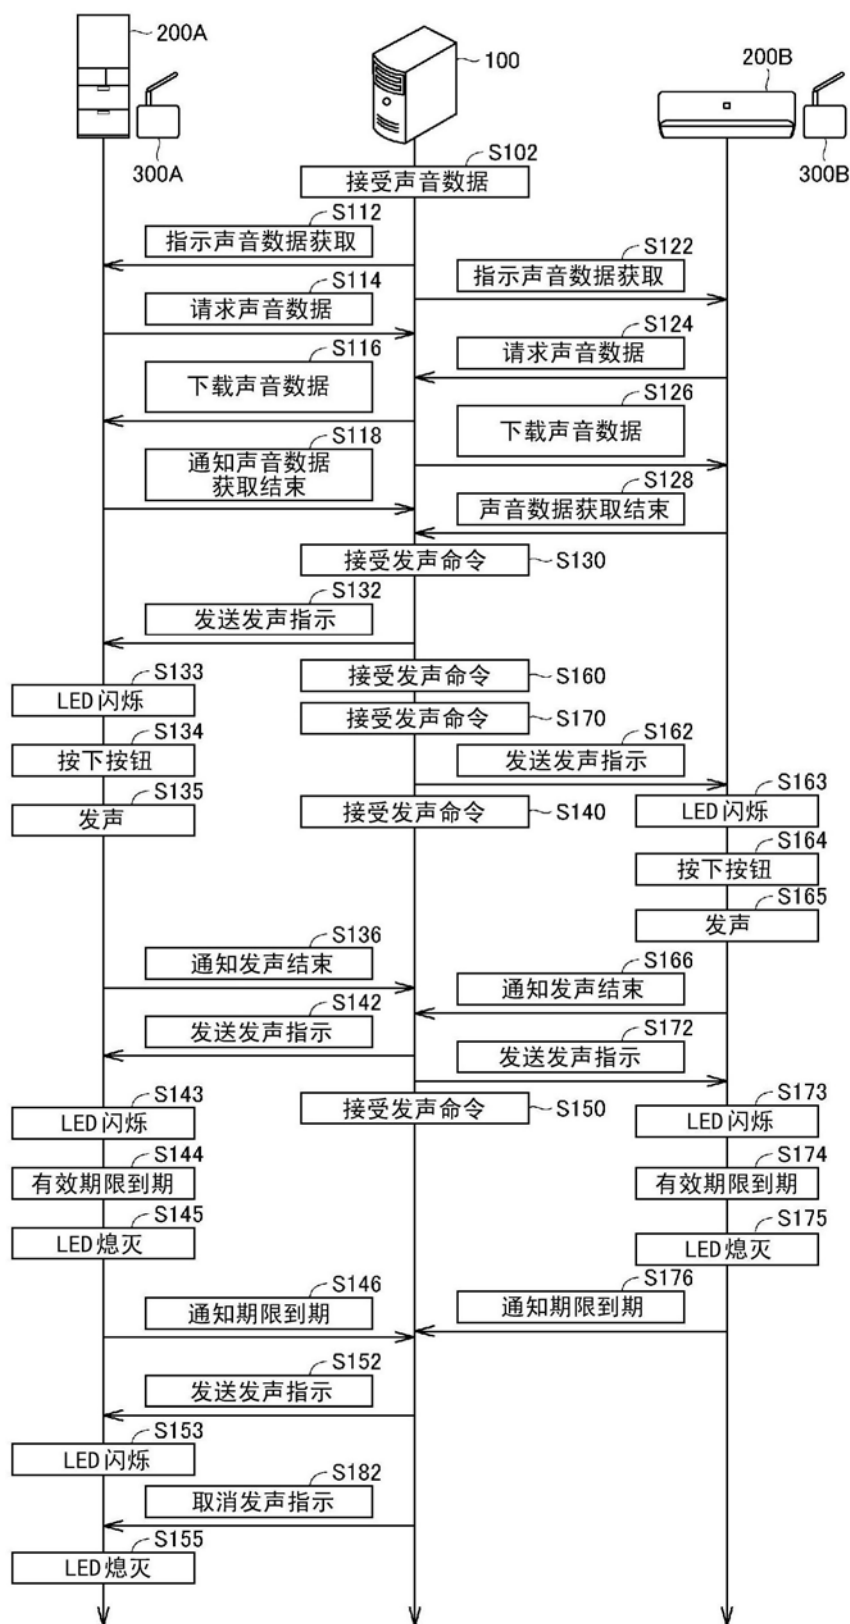 200A
100
200B
300A
300B
S102
接受声音数据
S112
指示声音数据获取
S122
指示声音数据获取
S114
请求声音数据
S124
请求声音数据
S116
下载声音数据
S126
下载声音数据
S118
通知声音数据
获取结束
S128
声音数据获取结束
接受发声命令
S130
S132
发送发声指示
S133
LED闪烁
接受发声命令
S160
接受发声命令
S170
S134
按下按钮
S162
发送发声指示
S135
发声
接受发声命令
S140
S163
LED闪烁
S164
按下按钮
S165
发声
S136
通知发声结束
S166
通知发声结束
S142
发送发声指示
S172
发送发声指示
S143
LED闪烁
接受发声命令
S150
S173
LED闪烁
S144
有效期限到期
S174
有效期限到期
S145
LED熄灭
S175
LED熄灭
S146
通知期限到期
S176
通知期限到期
S152
发送发声指示
S153
LED闪烁
S182
取消发声指示
S155
LED熄灭